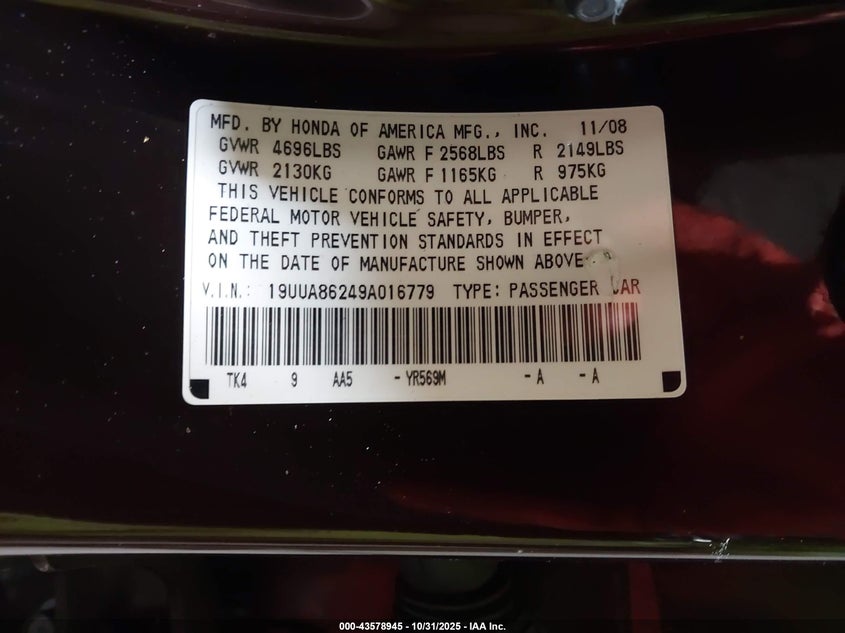 MFD. BY HONDA OF AMERICA MFG., INC. 11/08
GVWR 4696LBS GAWR F 2568LBS R 2149LBS
GVWR 2130KG GAWR F 1165KG R 975KG
THIS VEHICLE CONFORMS TO ALL APPLICABLE
FEDERAL MOTOR VEHICLE SAFETY, BUMPER,
AND THEFT PREVENTION STANDARDS IN EFFECT
ON THE DATE OF MANUFACTURE SHOWN ABOVE.
V.I.N.: 19UUA86249A016779 TYPE: PASSENGER CAR
TK4 9 AA5 - YR569M - A - A
000-43578945 - 10/31/2025 - IAA Inc.